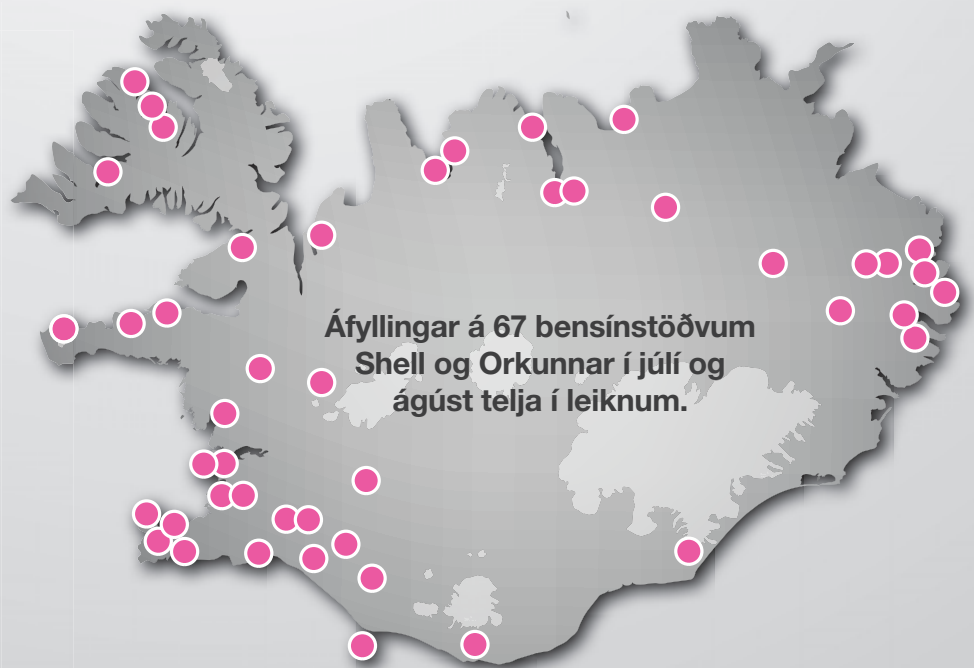 Áfyllingar á 67 bensínstöðvum
Shell og Orkunnar í júlí og
ágúst telja í leiknum.